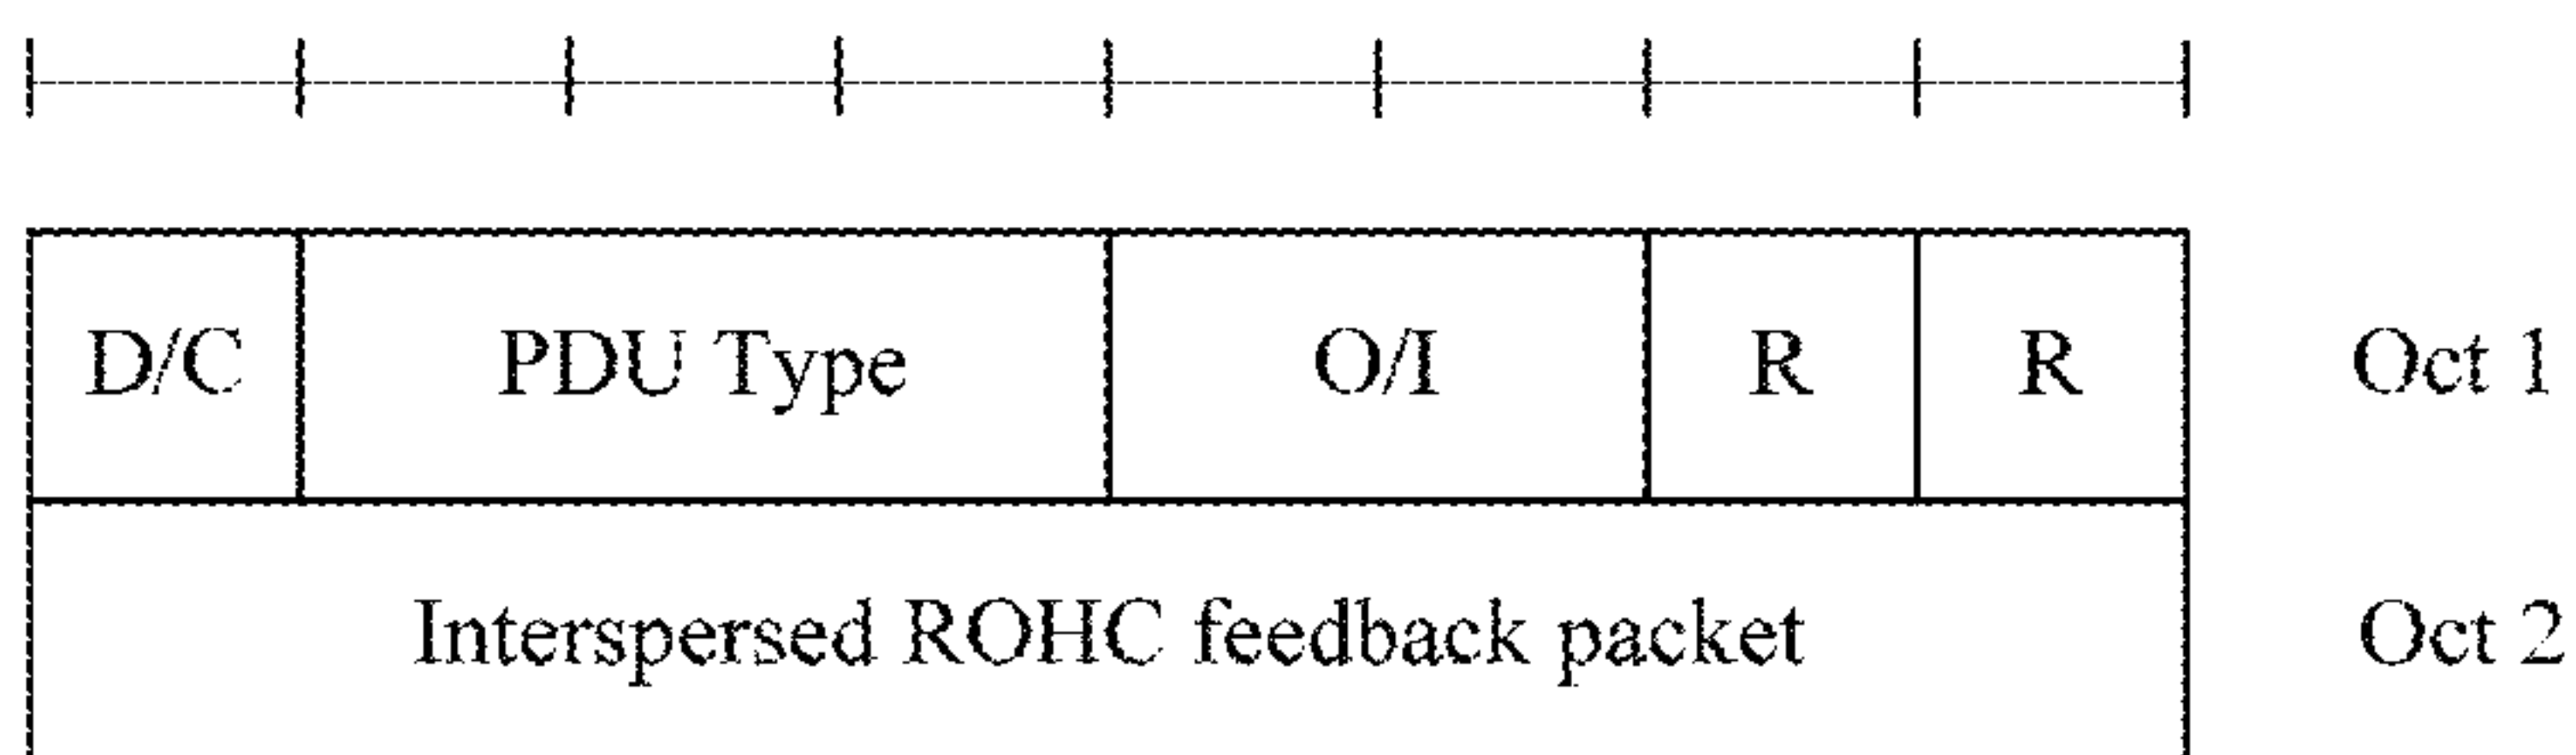 D/C PDU Type O/I R R Oct 1
Interspersed ROHC feedback packet Oct 2